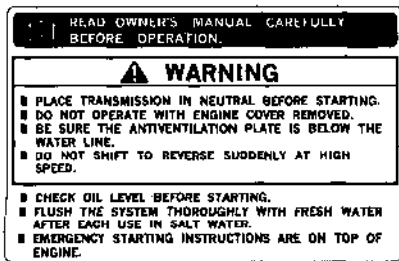 READ OWNER'S MANUAL CAREFULLY
BEFORE OPERATION.
WARNING
PLACE TRANSMISSION IN NEUTRAL BEFORE STARTING.
DO NOT OPERATE WITH ENGINE COVER REMOVED.
BE SURE THE ANTIVENTILATION PLATE IS BELOW THE
WATER LINE.
DO NOT SHIFT TO REVERSE SUDDENLY AT HIGH
SPEED.
CHECK OIL LEVEL BEFORE STARTING.
FLUSH THE SYSTEM THOROUGHLY WITH FRESH WATER
AFTER EACH USE IN SALT WATER.
EMERGENCY STARTING INSTRUCTIONS ARE ON TOP OF
ENGINE.